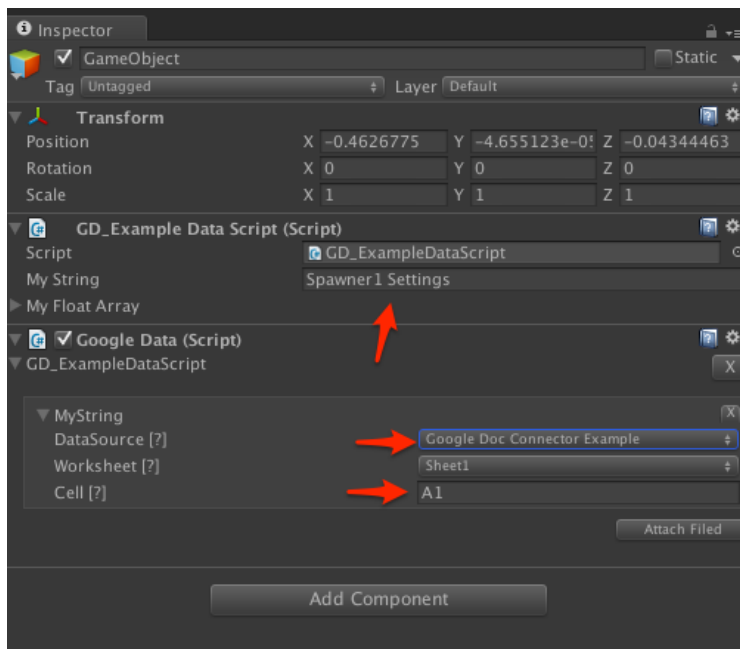 Inspector
GameObject Static
Tag Untagged Layer Default
Transform
Position X -0.4626775 Y -4.655123e-05 Z -0.04344463
Rotation X 0 Y 0 Z 0
Scale X 1 Y 1 Z 1
GD_Example Data Script (Script)
Script GD_ExampleDataScript
My String Spawner1 Settings
My Float Array
Google Data (Script)
GD_ExampleDataScript X
MyString X
DataSource [?] Google Doc Connector Example
Worksheet [?] Sheet1
Cell [?] A1
Attach Filed
Add Component